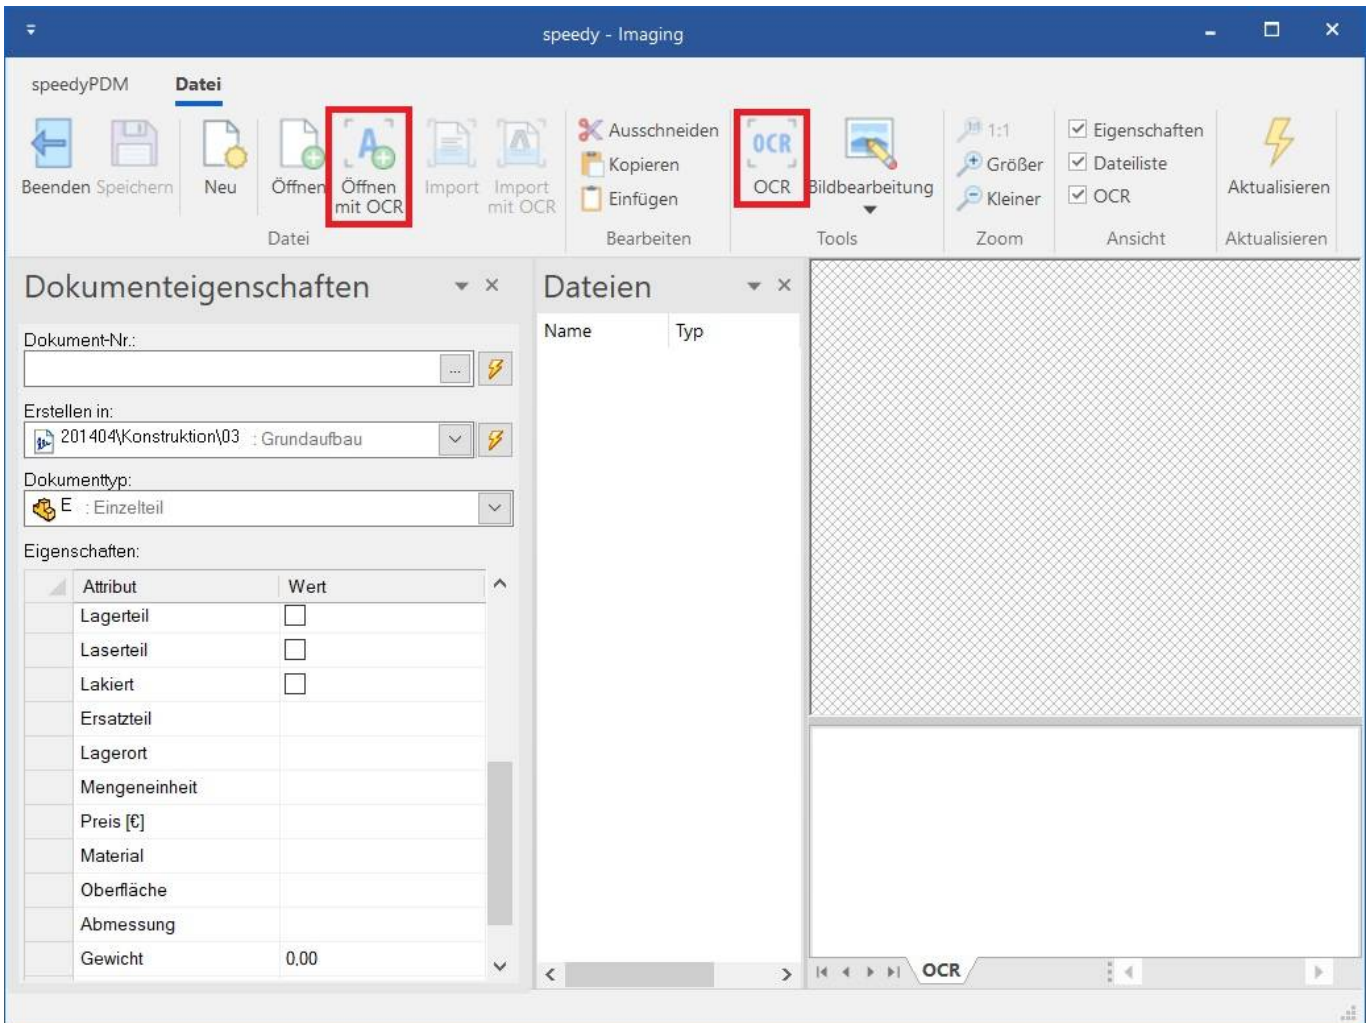 speedy - Imaging
speedyPDM Datei
Beenden Speichern Neu Öffnen Öffnen mit OCR Import Import mit OCR
Datei
Ausschneiden
Kopieren
Einfügen
Bearbeiten
OCR
OCR Bildbearbeitung
Tools
1:1
Größer
Kleiner
Zoom
Eigenschaften
Dateiliste
OCR
Ansicht
Aktualisieren
Aktualisieren
Dokumenteigenschaften
Dokument-Nr.:
...
Erstellen in:
201404\Konstruktion\03 : Grundaufbau
Dokumenttyp:
E : Einzelteil
Eigenschaften:
Attribut Wert
Lagerteil
Laserteil
Lakiert
Ersatzteil
Lagerort
Mengeneinheit
Preis [€]
Material
Oberfläche
Abmessung
Gewicht 0,00
Dateien
Name Typ
OCR